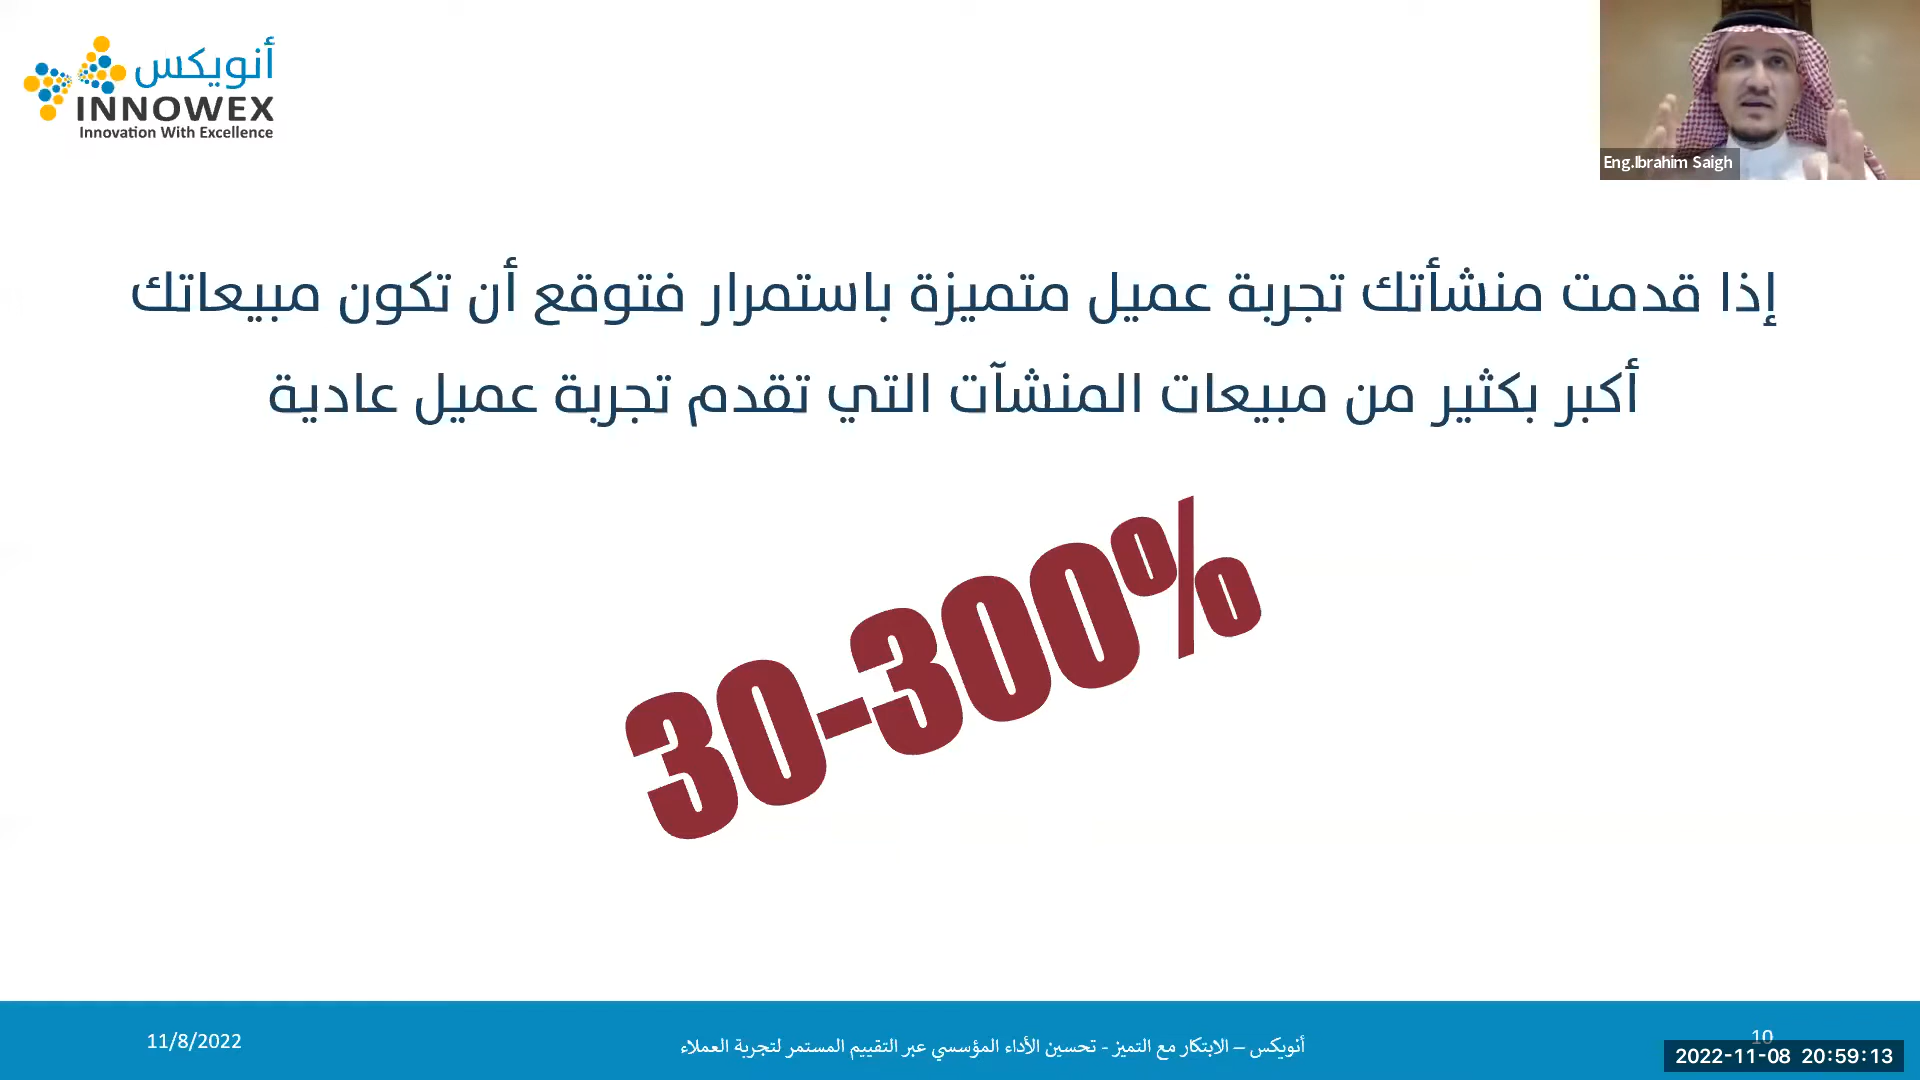 أنويكس
INNOWEX
Innovation With Excellence
Eng.Ibrahim Saigh
إذا قدمت منشأتك تجربة عميل متميزة باستمرار فتوقع أن تكون مبيعاتك
أكبر بكثير من مبيعات المنشآت التي تقدم تجربة عميل عادية
30-300%
11/8/2022
أنويكس – الابتكار مع التميز - تحسين الأداء المؤسسي عبر التقييم المستمر لتجربة العملاء
10
2022-11-08 20:59:13